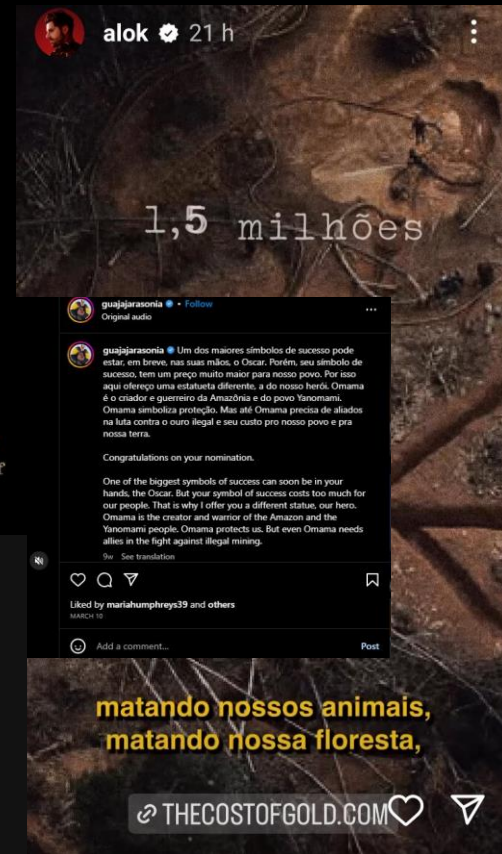 alok 21 h
1,5 milhões
guajajarasonia • Follow
Original audio
guajajarasonia Um dos maiores símbolos de sucesso pode
estar, em breve, nas suas mãos, o Oscar. Porém, seu símbolo de
sucesso, tem um preço muito maior para nosso povo. Por isso
aqui ofereço uma estatueta diferente, a do nosso herói. Omama
é o criador e guerreiro da Amazônia e do povo Yanomami.
Omama simboliza proteção. Mas até Omama precisa de aliados
na luta contra o ouro ilegal e seu custo pro nosso povo e pra
nossa terra.
Congratulations on your nomination.
One of the biggest symbols of success can soon be in your
hands, the Oscar. But your symbol of success costs too much for
our people. That is why I offer you a different statue, our hero.
Omama is the creator and warrior of the Amazon and the
Yanomami people. Omama protects us. But even Omama needs
allies in the fight against illegal mining.
9w See translation
Liked by mariahumphreys39 and others
MARCH 10
Add a comment... Post
matando nossos animais,
matando nossa floresta,
THECOSTOFGOLD.COM